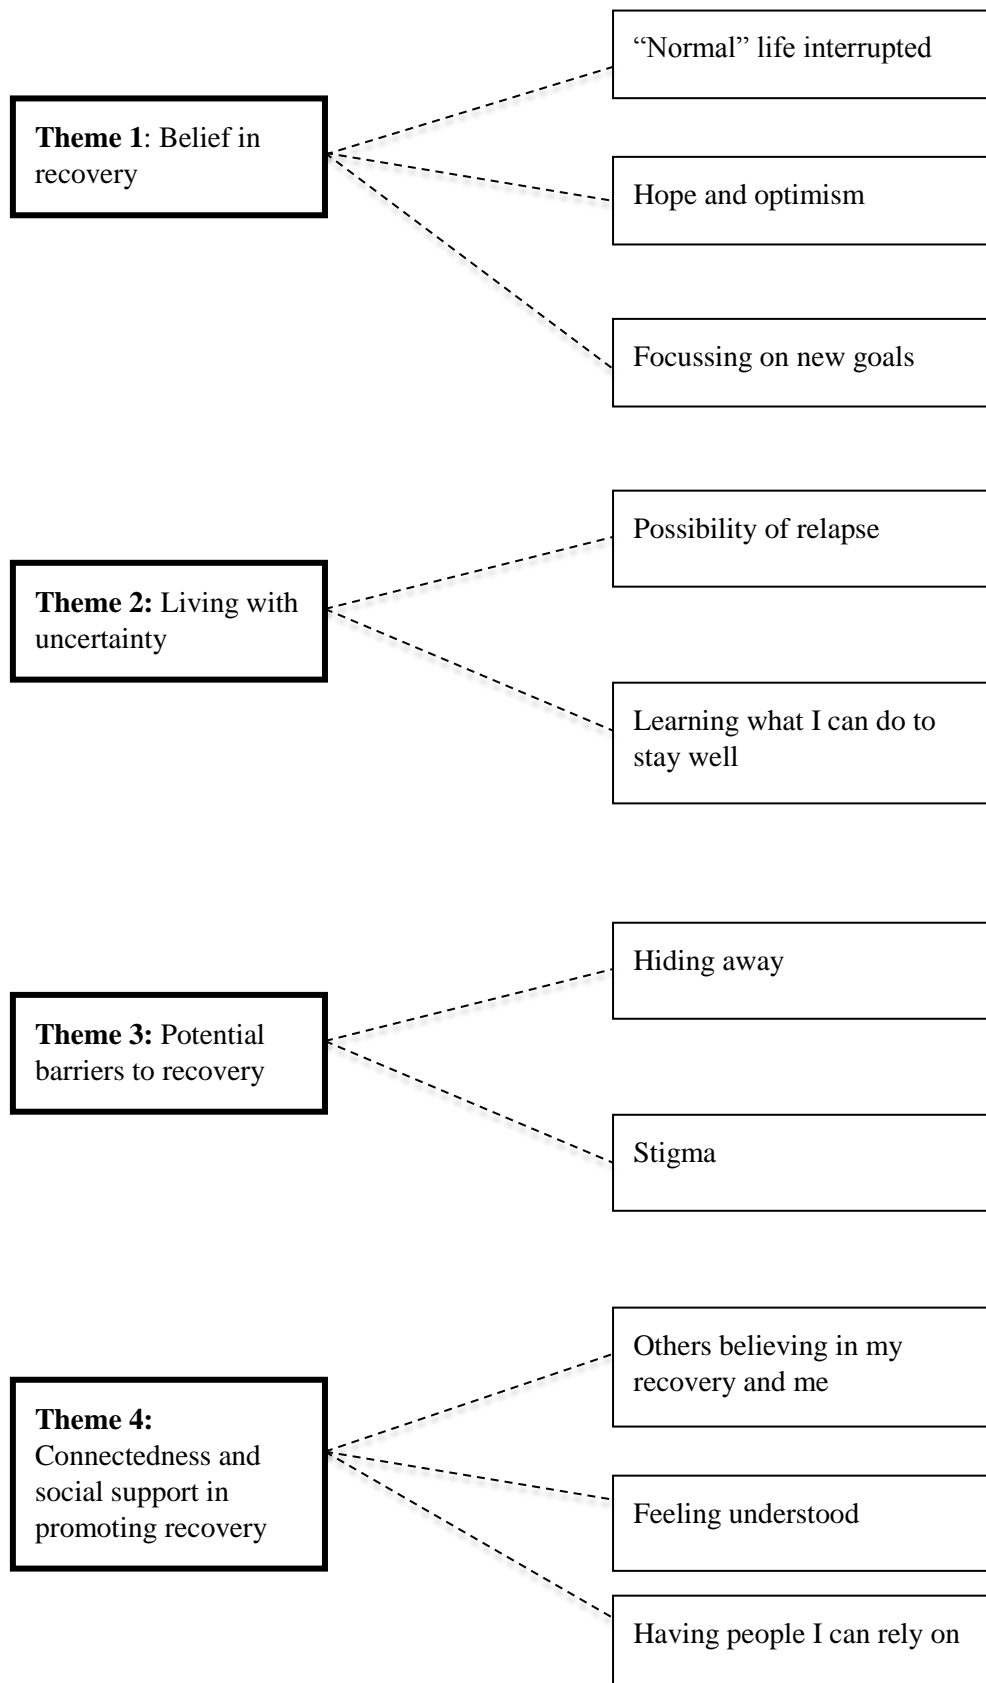 “Normal” life interrupted
Theme 1: Belief in
recovery
Hope and optimism
Focussing on new goals
Possibility of relapse
Theme 2: Living with
uncertainty
Learning what I can do to
stay well
Hiding away
Theme 3: Potential
barriers to recovery
Stigma
Others believing in my
recovery and me
Theme 4:
Connectedness and
social support in
promoting recovery
Feeling understood
Having people I can rely on